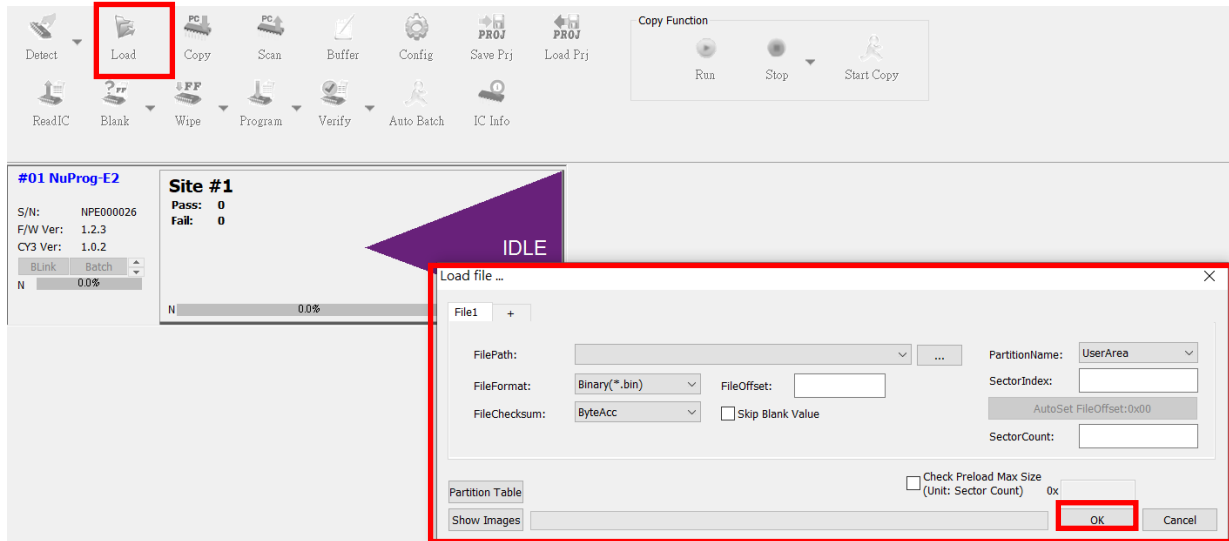 Copy Function
PC PC PROJ PROJ
Detect Load Copy Scan Buffer Config Save Prj Load Prj
Run Stop Start Copy
?FF FF
ReadIC Blank Wipe Program Verify Auto Batch IC Info
#01 NuProg-E2
S/N: NPE000026
F/W Ver: 1.2.3
CY3 Ver: 1.0.2
BLink Batch
N 0.0%
Site #1
Pass: 0
Fail: 0
IDLE
N 0.0%
Load file ...
File1 +
FilePath: ... PartitionName: UserArea
FileFormat: Binary(*.bin) FileOffset: SectorIndex:
FileChecksum: ByteAcc Skip Blank Value AutoSet FileOffset:0x00
SectorCount:
Check Preload Max Size
(Unit: Sector Count) 0x
Partition Table
Show Images OK Cancel